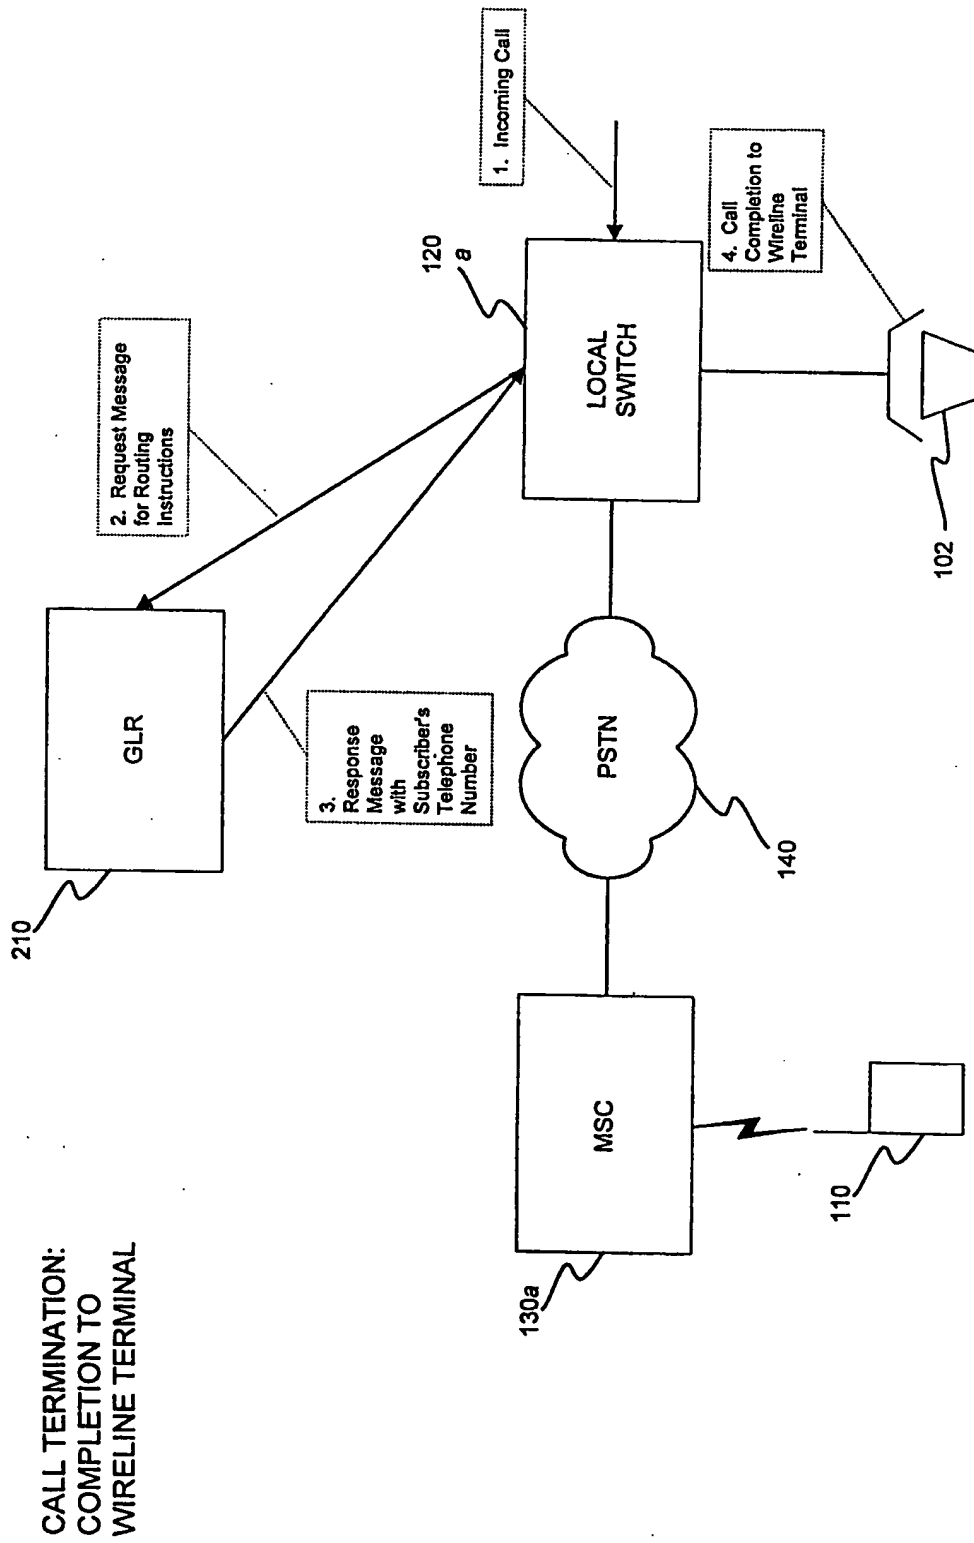 CALL TERMINATION:
COMPLETION TO
WIRELINE TERMINAL
210
GLR
2. Request Message
for Routing
Instructions
3.
Response
Message
with
Subscriber's
Telephone
Number
120
a
1. Incoming Call
130a
MSC
PSTN
140
LOCAL
SWITCH
4. Call
Completion to
Wireline
Terminal
110
102